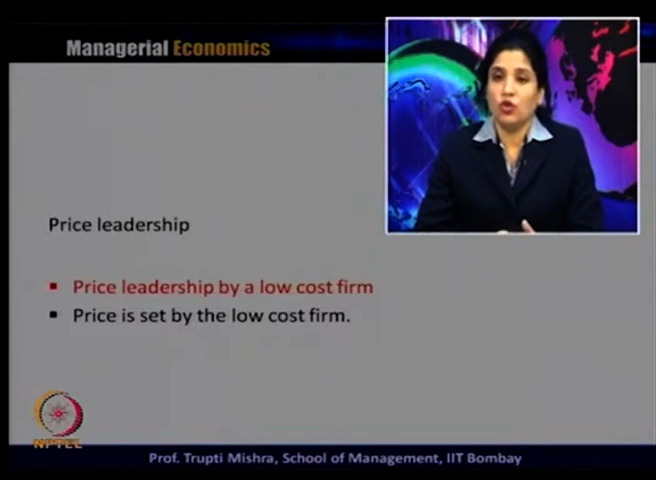 Managerial Economics
Price leadership
Price leadership by a low cost firm
Price is set by the low cost firm.
NPTEL
Prof. Trupti Mishra, School of Management, IIT Bombay